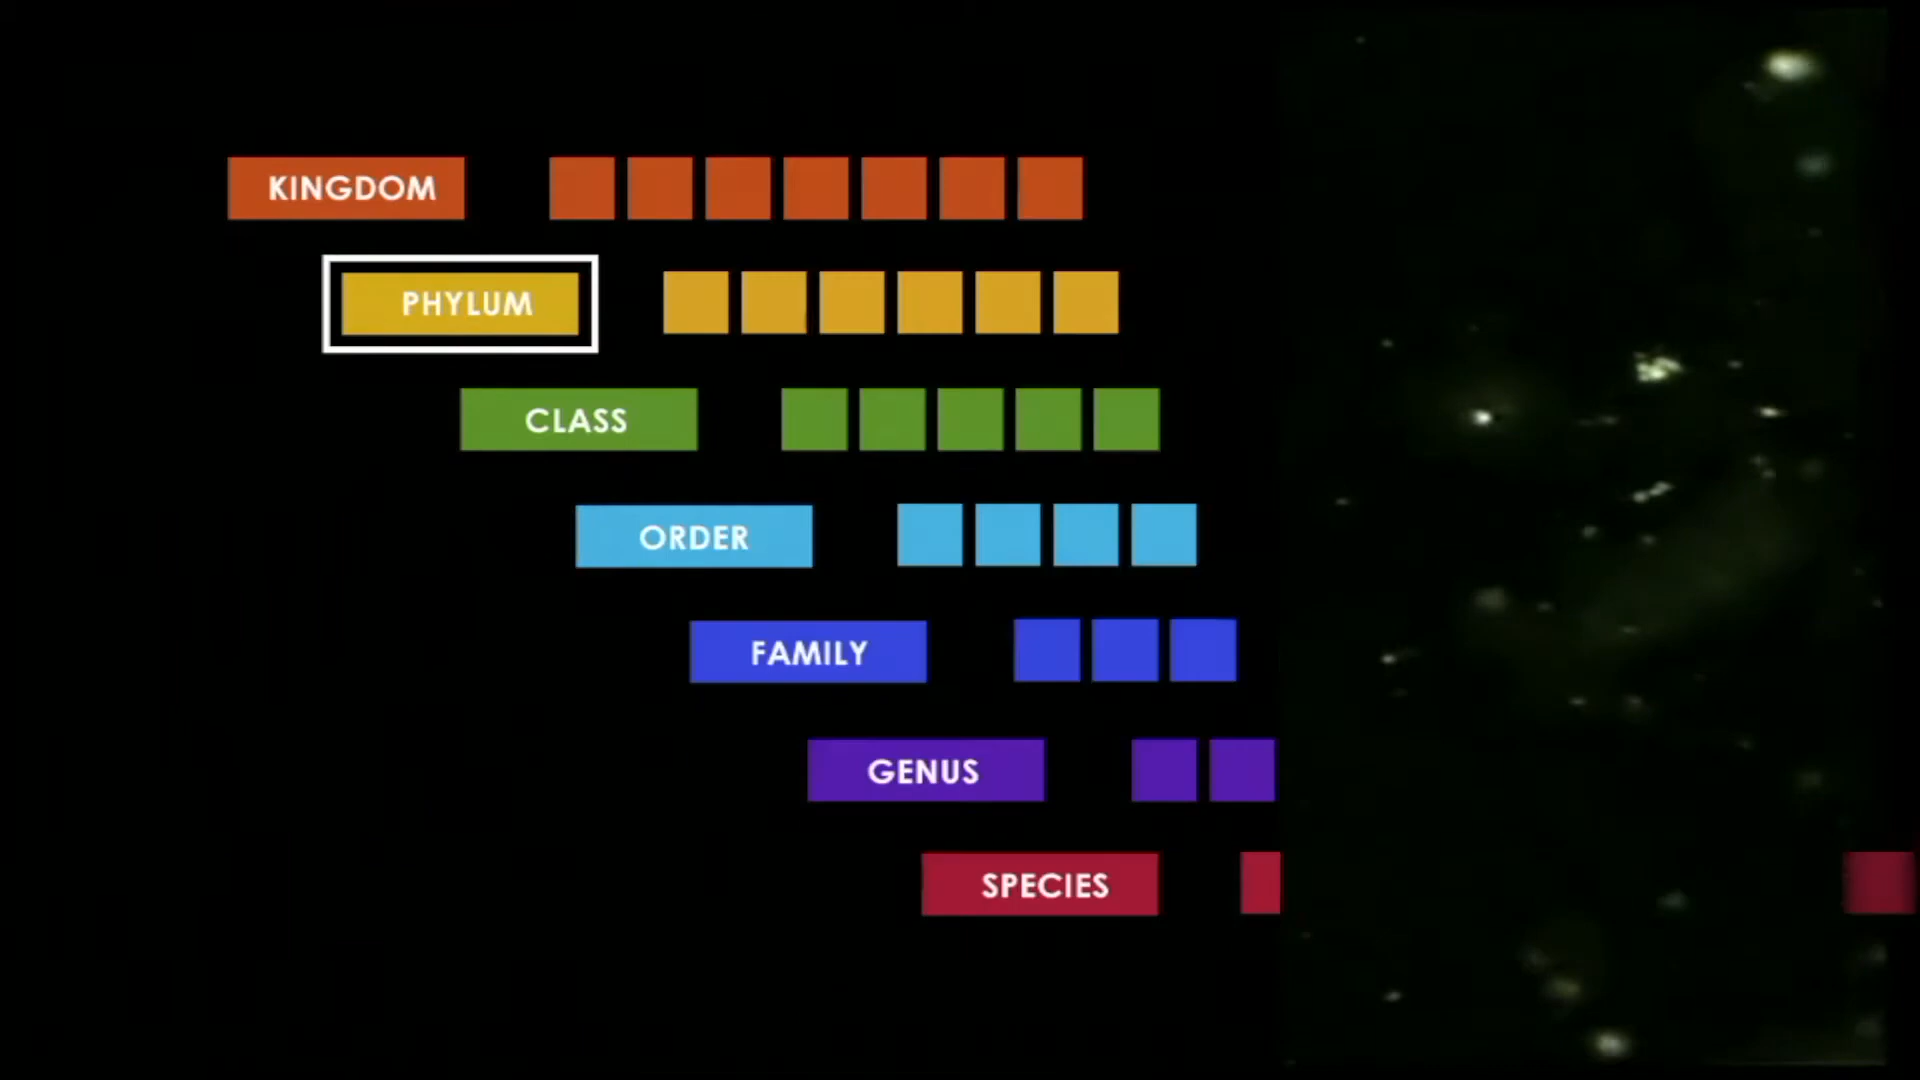 KINGDOM
PHYLUM
CLASS
ORDER
FAMILY
GENUS
SPECIES